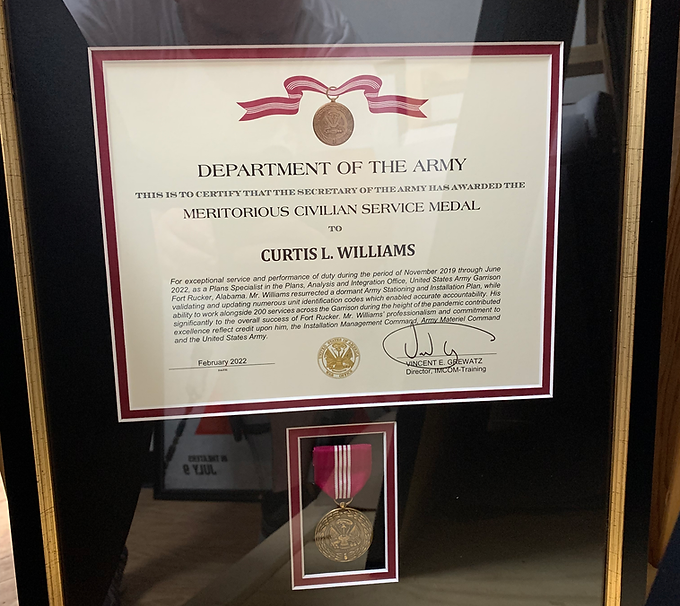 DEPARTMENT OF THE ARMY
THIS IS TO CERTIFY THAT THE SECRETARY OF THE ARMY HAS AWARDED THE
MERITORIOUS CIVILIAN SERVICE MEDAL
TO
CURTIS L. WILLIAMS
For exceptional service and performance of duty during the period of November 2019 through June
2022, as a Plans Specialist in the Plans, Analysis and Integration Office, United States Army Garrison
Fort Rucker, Alabama. Mr. Williams resurrected a dormant Army Stationing and Installation Plan, while
validating and updating numerous unit identification codes which enabled accurate accountability. His
ability to work alongside 200 services across the Garrison during the height of the pandemic contributed
significantly to the overall success of Fort Rucker. Mr. Williams' professionalism and commitment to
excellence reflect credit upon him, the Installation Management Command, Army Materiel Command
and the United States Army.
February 2022
DATE
VINCENT E. GREWATZ
Director, IMCOM-Training
IN THEATERS
JULY 9